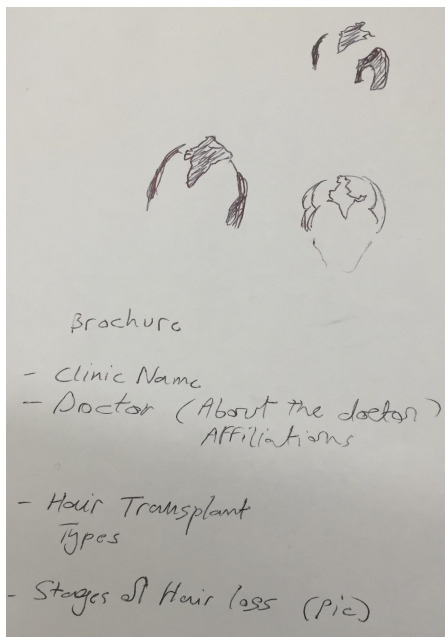 Brochure
- Clinic Name
- Doctor (About the doctor)
Affiliations
- Hair Transplant
Types
- Stages of Hair loss (Pic)